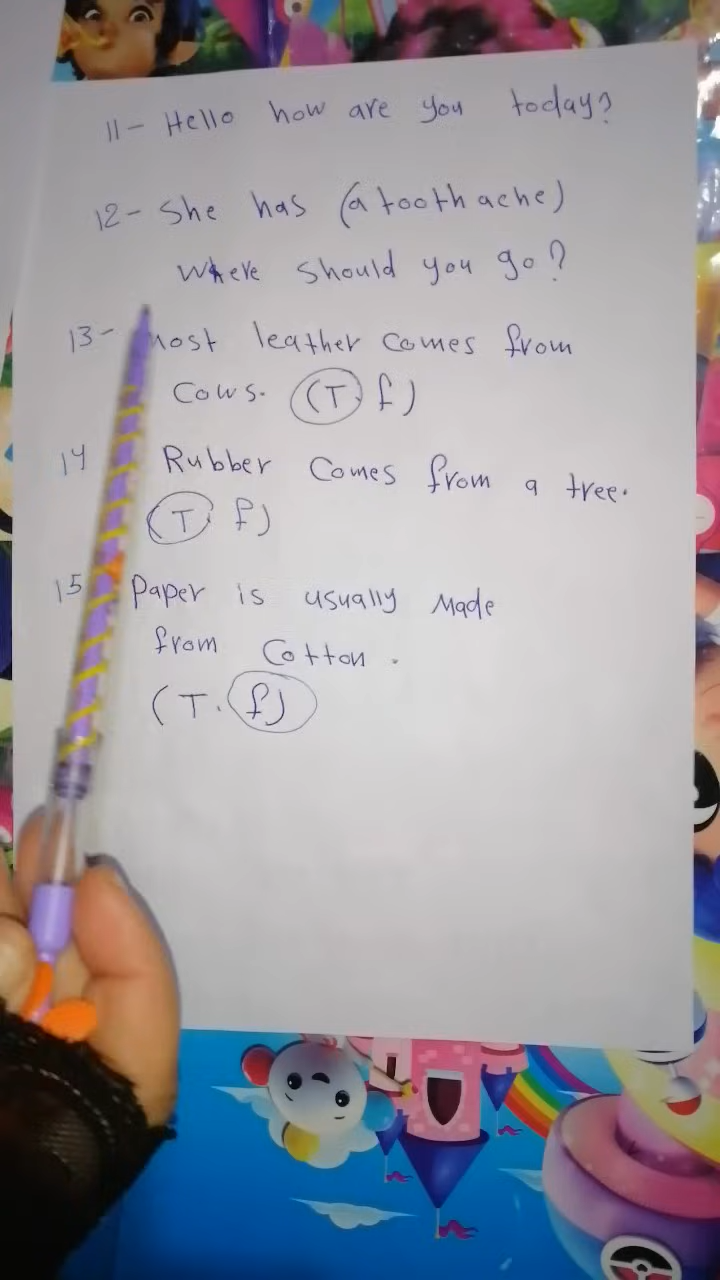 11- Hello how are you today?
12- She has (a toothache)
Where should you go?
13- most leather comes from
Cows. (T f)
14 Rubber Comes from a tree.
(T f)
15 Paper is usually Made
from Cotton.
(T. f)